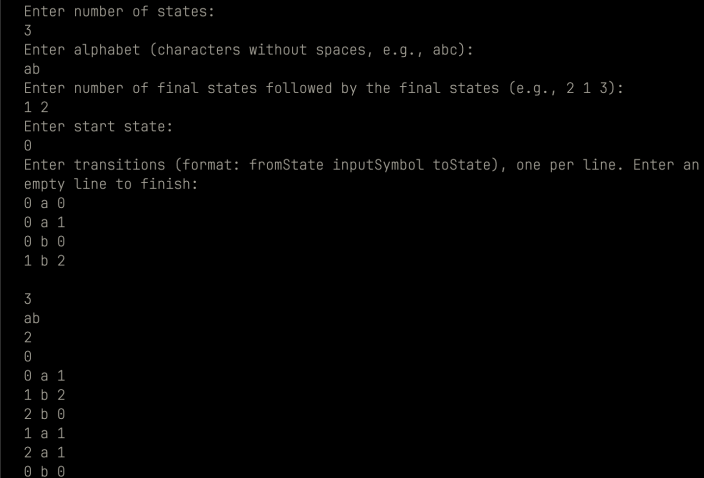 Enter number of states:
3
Enter alphabet (characters without spaces, e.g., abc):
ab
Enter number of final states followed by the final states (e.g., 2 1 3):
1 2
Enter start state:
0
Enter transitions (format: fromState inputSymbol toState), one per line. Enter an
empty line to finish:
0 a 0
0 a 1
0 b 0
1 b 2

3
ab
2
0
0 a 1
1 b 2
2 b 0
1 a 1
2 a 1
0 b 0